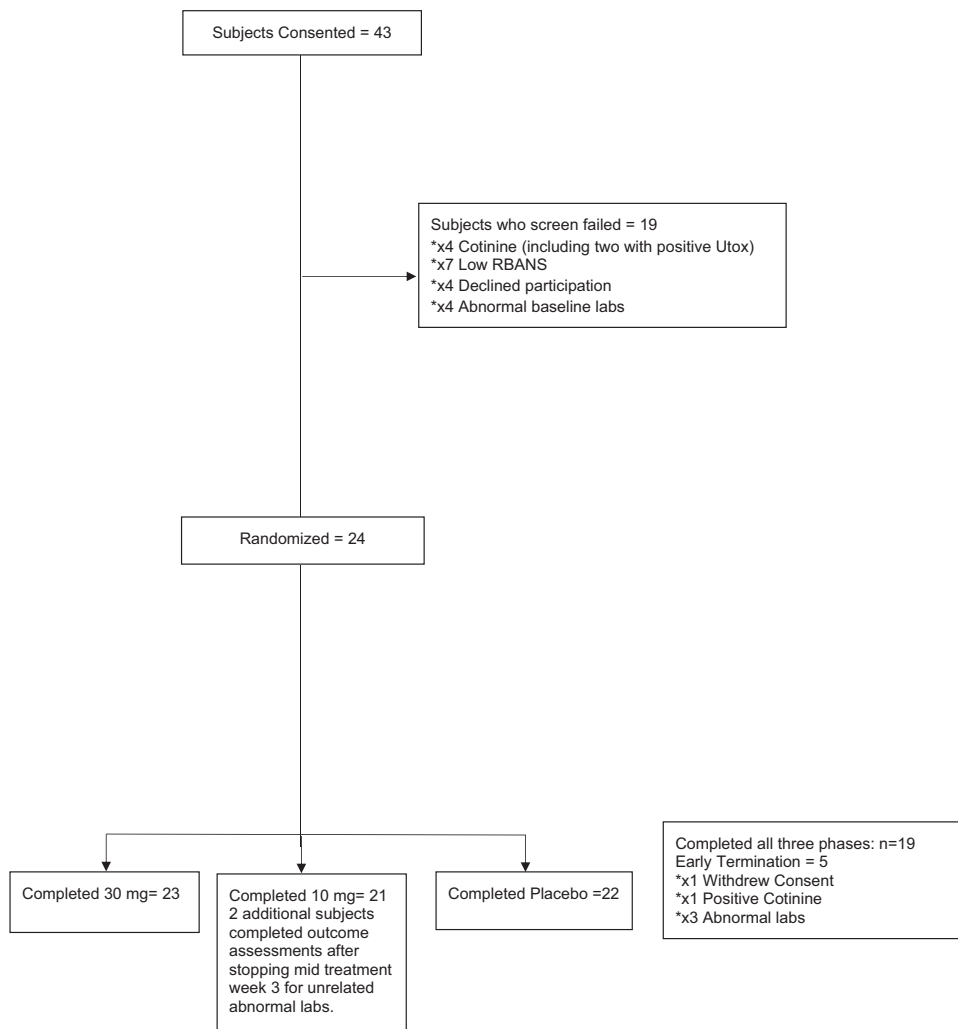 Subjects Consented = 43
Subjects who screen failed = 19
*x4 Cotinine (including two with positive Utox)
*x7 Low RBANS
*x4 Declined participation
*x4 Abnormal baseline labs
Randomized = 24
Completed 30 mg= 23
Completed 10 mg= 21
2 additional subjects
completed outcome
assessments after
stopping mid treatment
week 3 for unrelated
abnormal labs.
Completed Placebo =22
Completed all three phases: n=19
Early Termination = 5
*x1 Withdrew Consent
*x1 Positive Cotinine
*x3 Abnormal labs